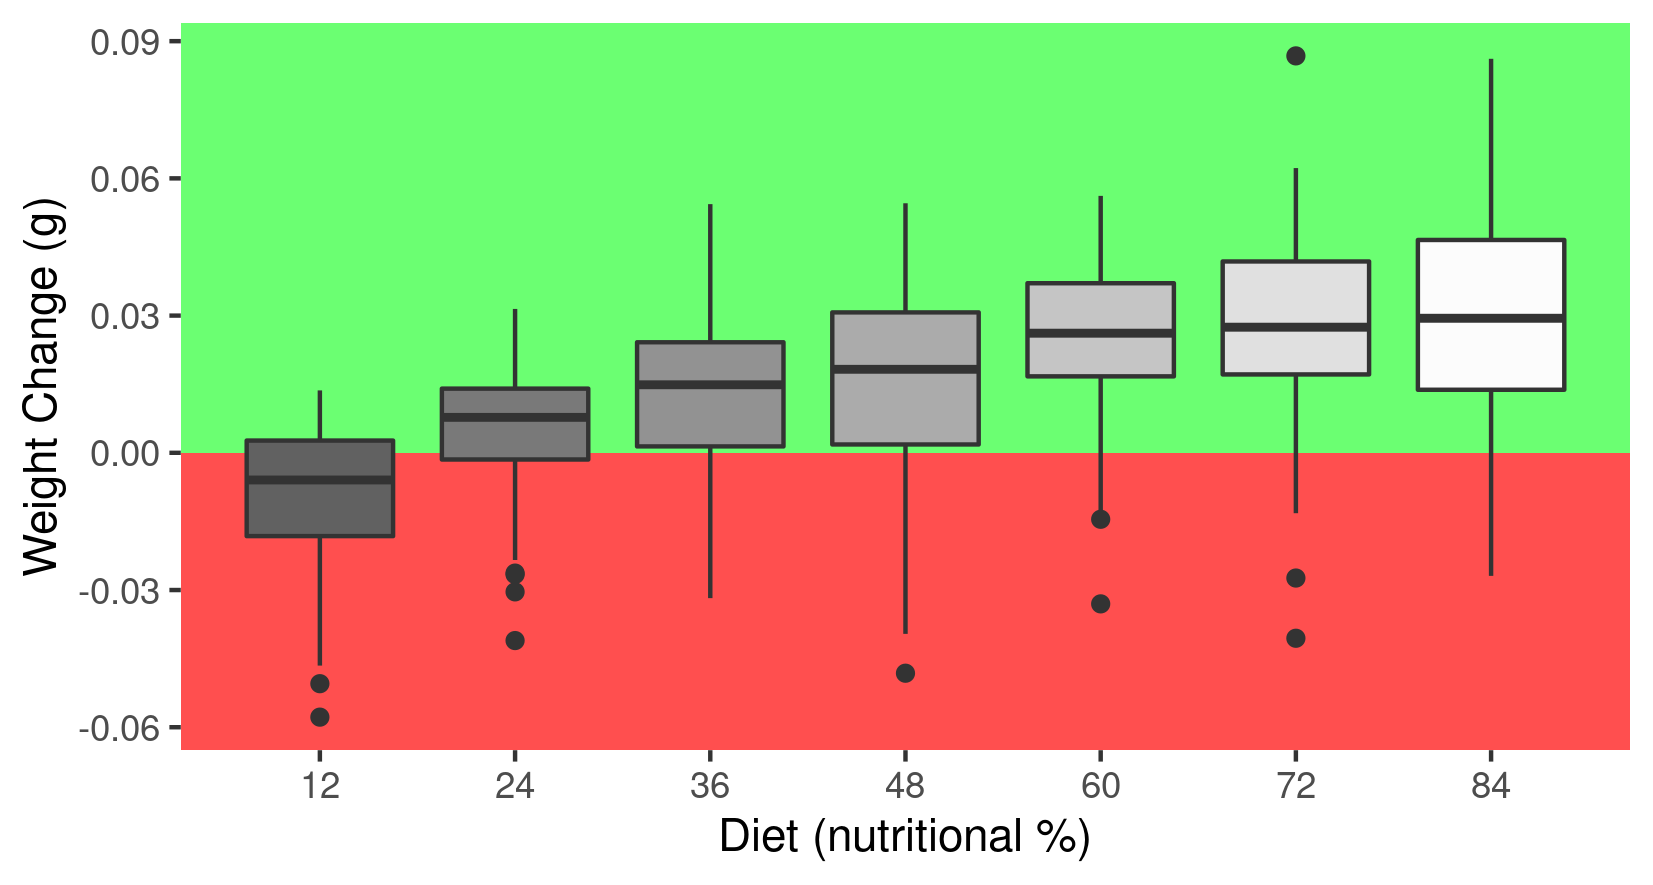 Weight Change (g)
0.09
0.06
0.03
0.00
-0.03
-0.06
12 24 36 48 60 72 84
Diet (nutritional %)